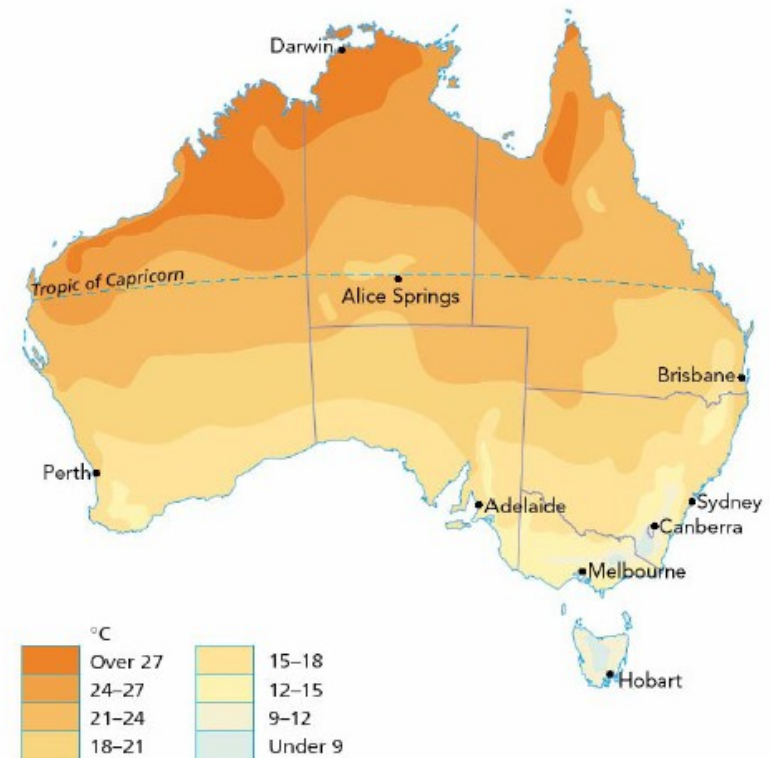 Darwin
Tropic of Capricorn
Alice Springs
Brisbane
Perth
Adelaide
Sydney
Canberra
Melbourne
Hobart
°C
Over 27
24–27
21–24
18–21
15–18
12–15
9–12
Under 9